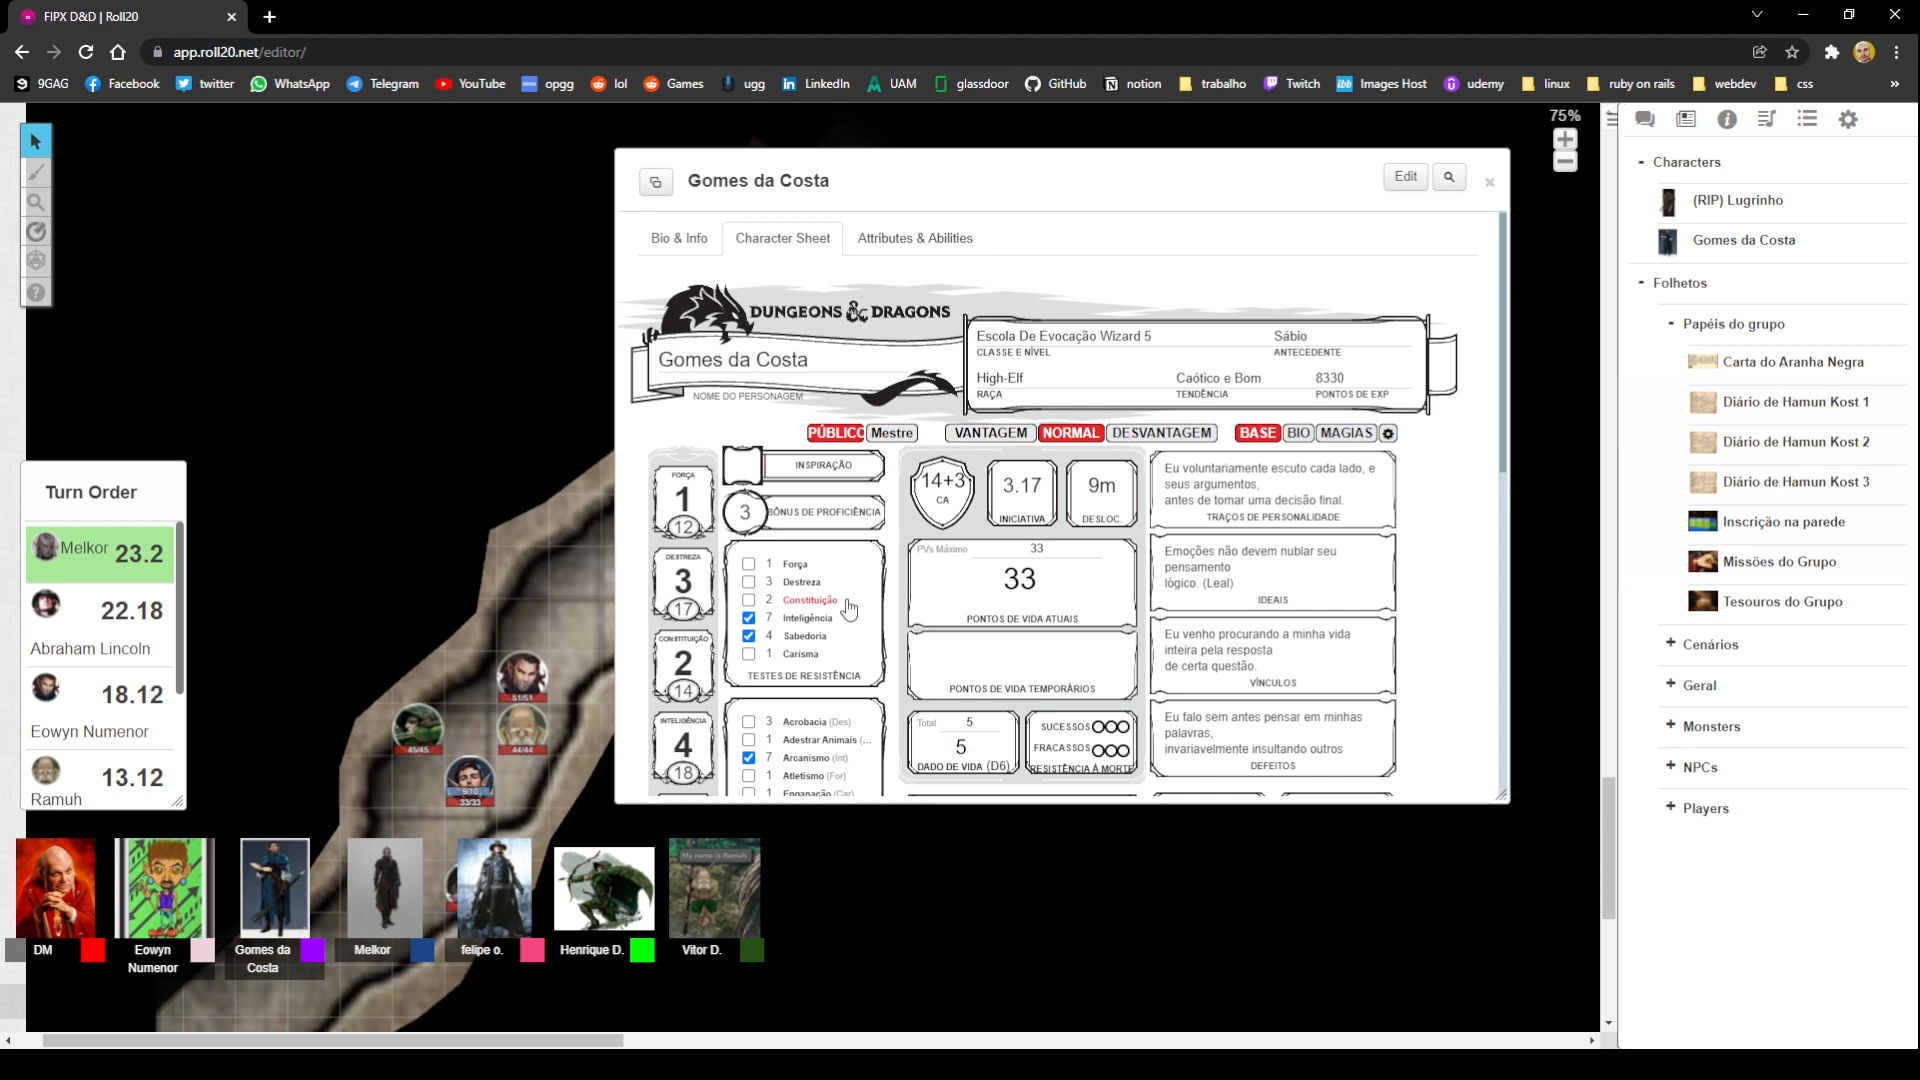 FIPX D&D | Roll20
app.roll20.net/editor/
9GAG
Facebook
twitter
WhatsApp
Telegram
YouTube
opgg
lol
Games
ugg
LinkedIn
UAM
glassdoor
GitHub
notion
trabalho
Twitch
Images Host
udemy
linux
ruby on rails
webdev
css
»
75%
Gomes da Costa
Edit
Bio & Info
Character Sheet
Attributes & Abilities
DUNGEONS & DRAGONS
Gomes da Costa
NOME DO PERSONAGEM
Escola De Evocação Wizard 5
CLASSE E NÍVEL
Sábio
ANTECEDENTE
High-Elf
RAÇA
Caótico e Bom
TENDÊNCIA
8330
PONTOS DE EXP
PÚBLICO
Mestre
VANTAGEM
NORMAL
DESVANTAGEM
BASE
BIO
MAGIAS
FORÇA
1
12
DESTREZA
3
17
CONSTITUIÇÃO
2
14
INTELIGÊNCIA
4
18
INSPIRAÇÃO
3
BÔNUS DE PROFICIÊNCIA
1 Força
3 Destreza
2 Constituição
7 Inteligência
4 Sabedoria
1 Carisma
TESTES DE RESISTÊNCIA
3 Acrobacia (Des)
1 Adestrar Animais (...
7 Arcanismo (Int)
1 Atletismo (For)
1 Enganação (Car)
14+3
CA
3.17
INICIATIVA
9m
DESLOC.
PVs Máximo
33
33
PONTOS DE VIDA ATUAIS
PONTOS DE VIDA TEMPORÁRIOS
Total
5
5
DADO DE VIDA (D6)
SUCESSOS
FRACASSOS
RESISTÊNCIA À MORTE
Eu voluntariamente escuto cada lado, e
seus argumentos,
antes de tomar uma decisão final.
TRAÇOS DE PERSONALIDADE
Emoções não devem nublar seu
pensamento
lógico. (Leal)
IDEAIS
Eu venho procurando a minha vida
inteira pela resposta
de certa questão.
VÍNCULOS
Eu falo sem antes pensar em minhas
palavras,
invariavelmente insultando outros
DEFEITOS
Turn Order
Melkor
23.2
22.18
Abraham Lincoln
18.12
Eowyn Numenor
13.12
Ramuh
51/51
45/45
44/44
9/10
33/33
My name is Ramuh.
DM
Eowyn
Numenor
Gomes da
Costa
Melkor
felipe o.
Henrique D.
Vitor D.
Characters
(RIP) Lugrinho
Gomes da Costa
Folhetos
Papéis do grupo
Carta do Aranha Negra
Diário de Hamun Kost 1
Diário de Hamun Kost 2
Diário de Hamun Kost 3
Inscrição na parede
Missões do Grupo
Tesouros do Grupo
Cenários
Geral
Monsters
NPCs
Players